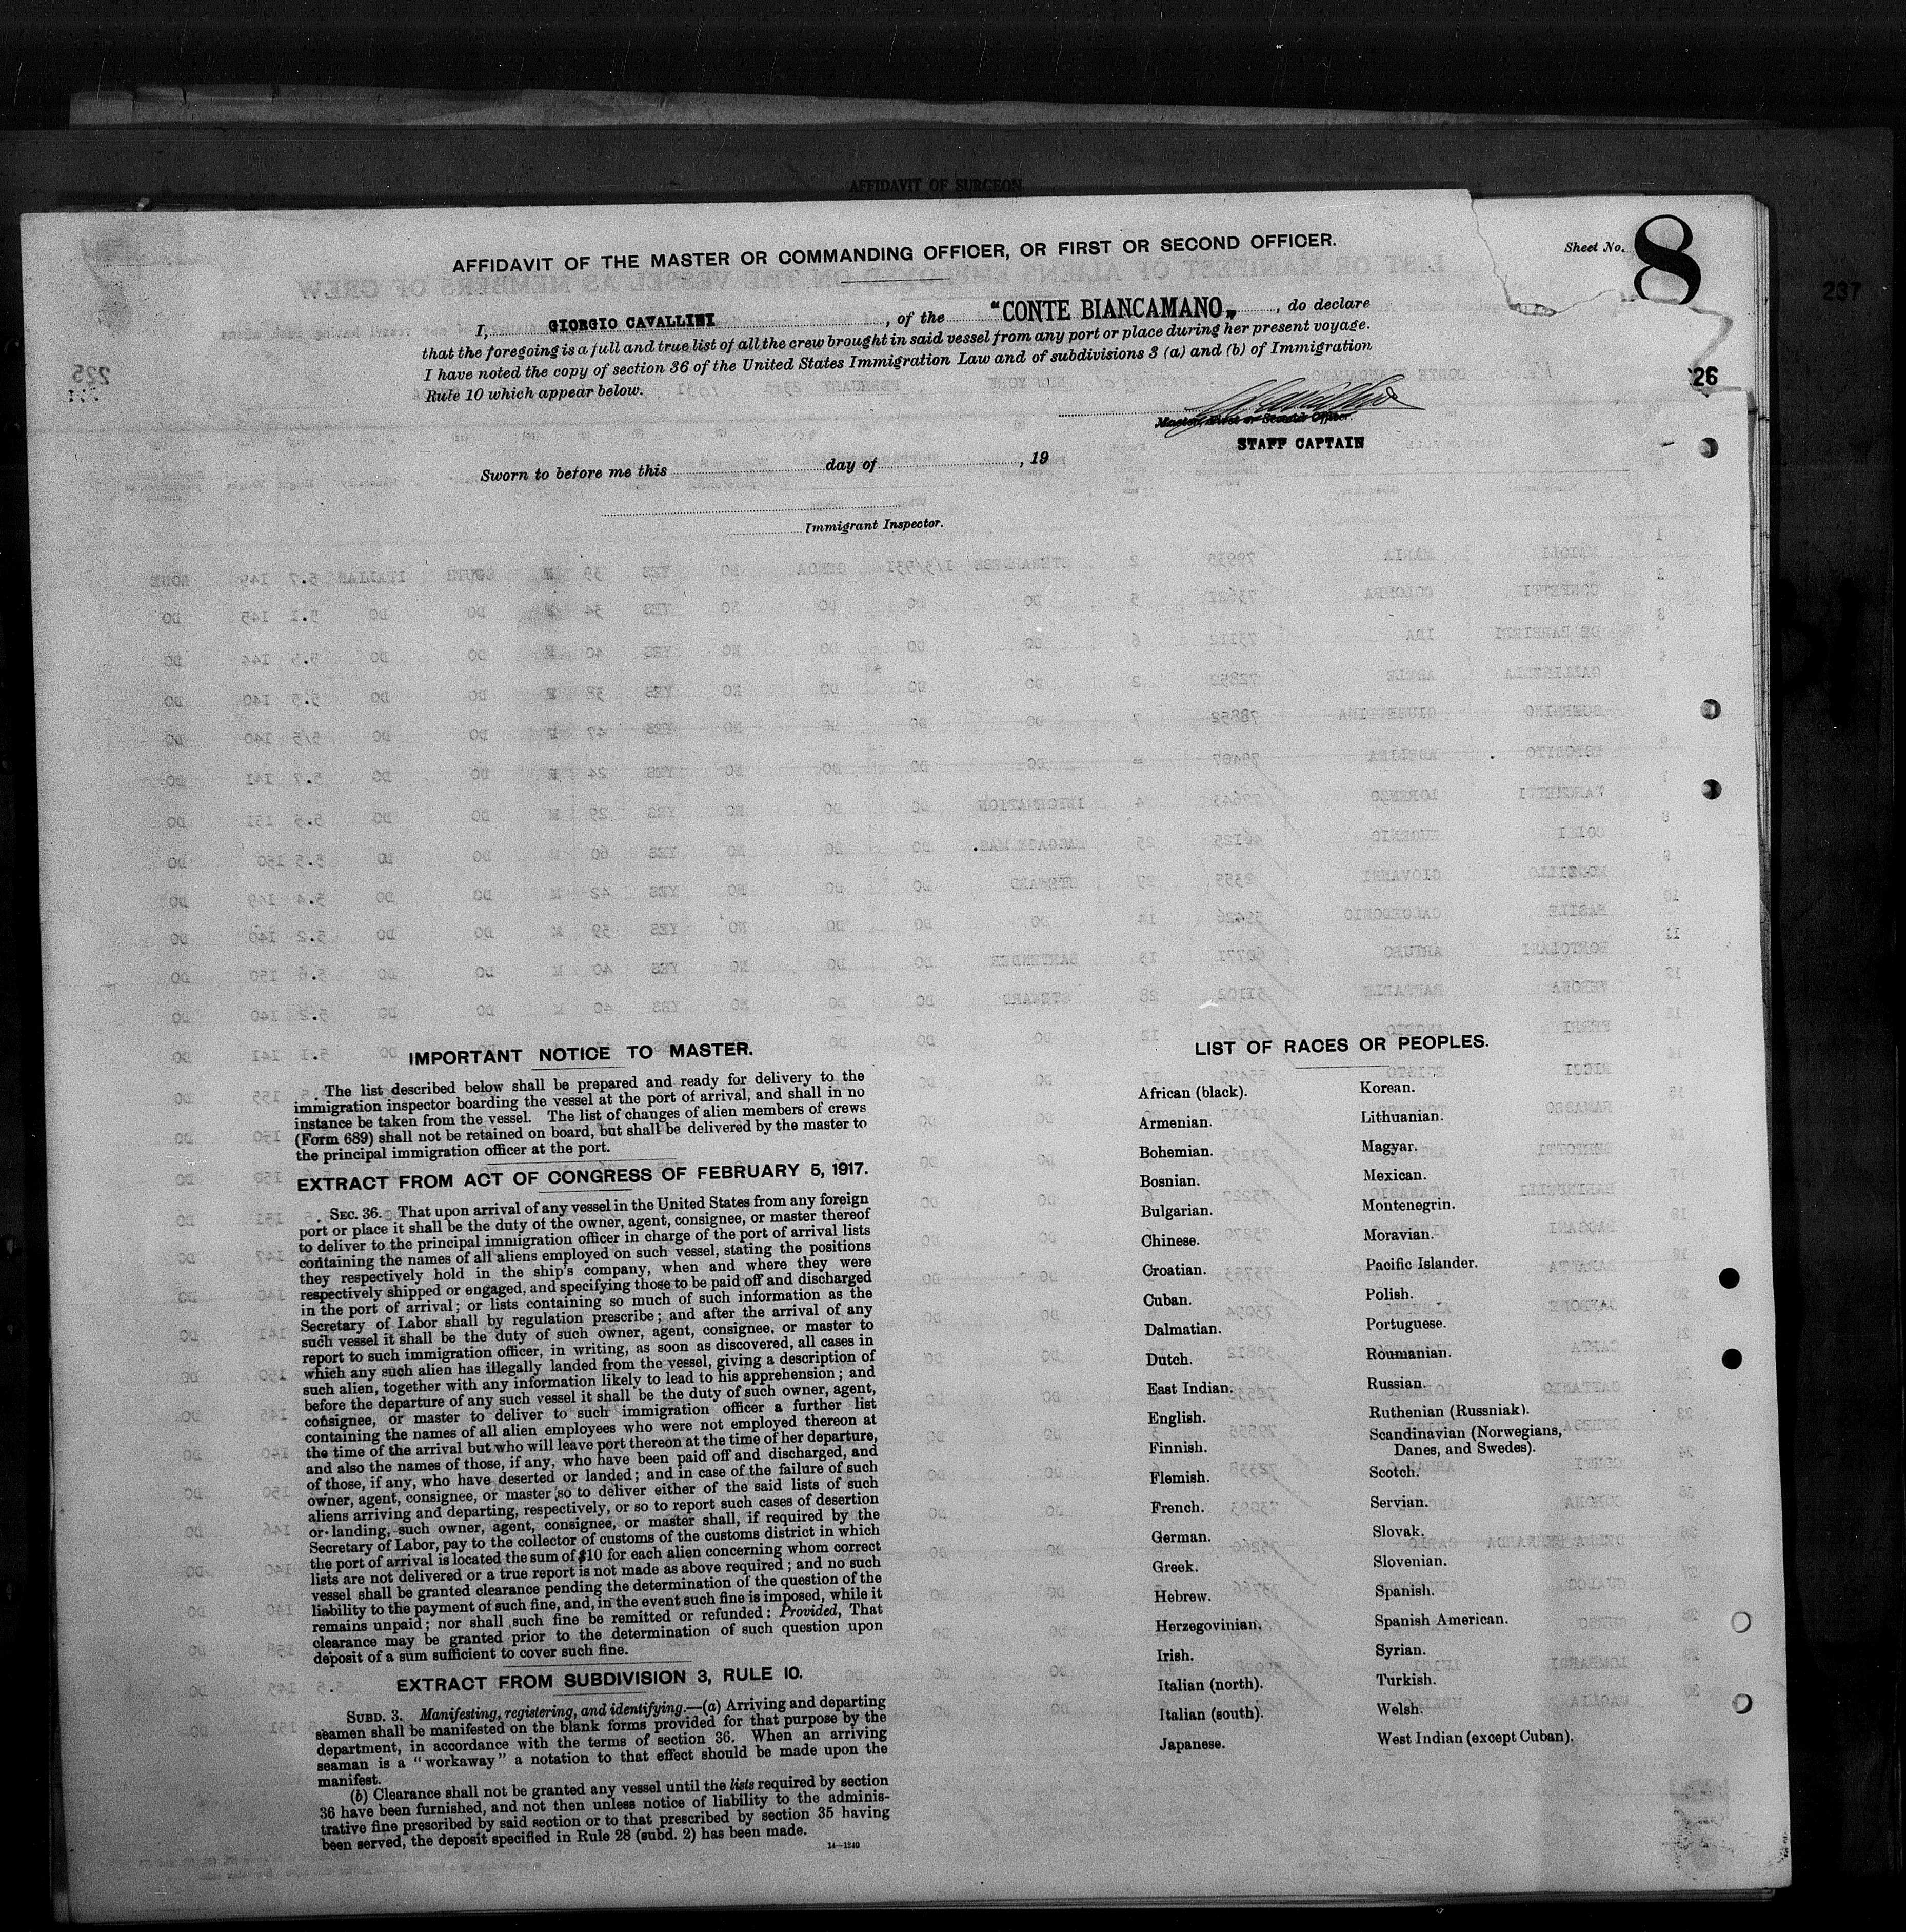 AFFIDAVIT OF SURGEON
AFFIDAVIT OF THE MASTER OR COMMANDING OFFICER, OR FIRST OR SECOND OFFICER.
Sheet No. 8
237
I, GIORGIO CAVALLINI, of the "CONTE BIANCAMANO„, do declare
that the foregoing is a full and true list of all the crew brought in said vessel from any port or place during her present voyage.
I have noted the copy of section 36 of the United States Immigration Law and of subdivisions 3 (a) and (b) of Immigration
Rule 10 which appear below.
26
Master, First or Second Officer.
STAFF CAPTAIN
Sworn to before me this day of , 19
Immigrant Inspector.
IMPORTANT NOTICE TO MASTER.
The list described below shall be prepared and ready for delivery to the
immigration inspector boarding the vessel at the port of arrival, and shall in no
instance be taken from the vessel. The list of changes of alien members of crews
(Form 689) shall not be retained on board, but shall be delivered by the master to
the principal immigration officer at the port.
EXTRACT FROM ACT OF CONGRESS OF FEBRUARY 5, 1917.
SEC. 36. That upon arrival of any vessel in the United States from any foreign
port or place it shall be the duty of the owner, agent, consignee, or master thereof
to deliver to the principal immigration officer in charge of the port of arrival lists
containing the names of all aliens employed on such vessel, stating the positions
they respectively hold in the ship's company, when and where they were
respectively shipped or engaged, and specifying those to be paid off and discharged
in the port of arrival; or lists containing so much of such information as the
Secretary of Labor shall by regulation prescribe; and after the arrival of any
such vessel it shall be the duty of such owner, agent, consignee, or master to
report to such immigration officer, in writing, as soon as discovered, all cases in
which any such alien has illegally landed from the vessel, giving a description of
such alien, together with any information likely to lead to his apprehension; and
before the departure of any such vessel it shall be the duty of such owner, agent,
consignee, or master to deliver to such immigration officer a further list
containing the names of all alien employees who were not employed thereon at
the time of the arrival but who will leave port thereon at the time of her departure,
and also the names of those, if any, who have been paid off and discharged, and
of those, if any, who have deserted or landed; and in case of the failure of such
owner, agent, consignee, or master so to deliver either of the said lists of such
aliens arriving and departing, respectively, or so to report such cases of desertion
or landing, such owner, agent, consignee, or master shall, if required by the
Secretary of Labor, pay to the collector of customs of the customs district in which
the port of arrival is located the sum of $10 for each alien concerning whom correct
lists are not delivered or a true report is not made as above required; and no such
vessel shall be granted clearance pending the determination of the question of the
liability to the payment of such fine, and, in the event such fine is imposed, while it
remains unpaid; nor shall such fine be remitted or refunded: Provided, That
clearance may be granted prior to the determination of such question upon
deposit of a sum sufficient to cover such fine.
EXTRACT FROM SUBDIVISION 3, RULE 10.
SUBD. 3. Manifesting, registering, and identifying.—(a) Arriving and departing
seamen shall be manifested on the blank forms provided for that purpose by the
department, in accordance with the terms of section 36. When an arriving
seaman is a "workaway" a notation to that effect should be made upon the
manifest.
(b) Clearance shall not be granted any vessel until the lists required by section
36 have been furnished, and not then unless notice of liability to the adminis-
trative fine prescribed by said section or to that prescribed by section 35 having
been served, the deposit specified in Rule 28 (subd. 2) has been made.
14—1240
LIST OF RACES OR PEOPLES.
African (black).
Armenian.
Bohemian.
Bosnian.
Bulgarian.
Chinese.
Croatian.
Cuban.
Dalmatian.
Dutch.
East Indian.
English.
Finnish.
Flemish.
French.
German.
Greek.
Hebrew.
Herzegovinian.
Irish.
Italian (north).
Italian (south).
Japanese.
Korean.
Lithuanian.
Magyar.
Mexican.
Montenegrin.
Moravian.
Pacific Islander.
Polish.
Portuguese.
Roumanian.
Russian.
Ruthenian (Russniak).
Scandinavian (Norwegians,
Danes, and Swedes).
Scotch.
Servian.
Slovak.
Slovenian.
Spanish.
Spanish American.
Syrian.
Turkish.
Welsh.
West Indian (except Cuban).